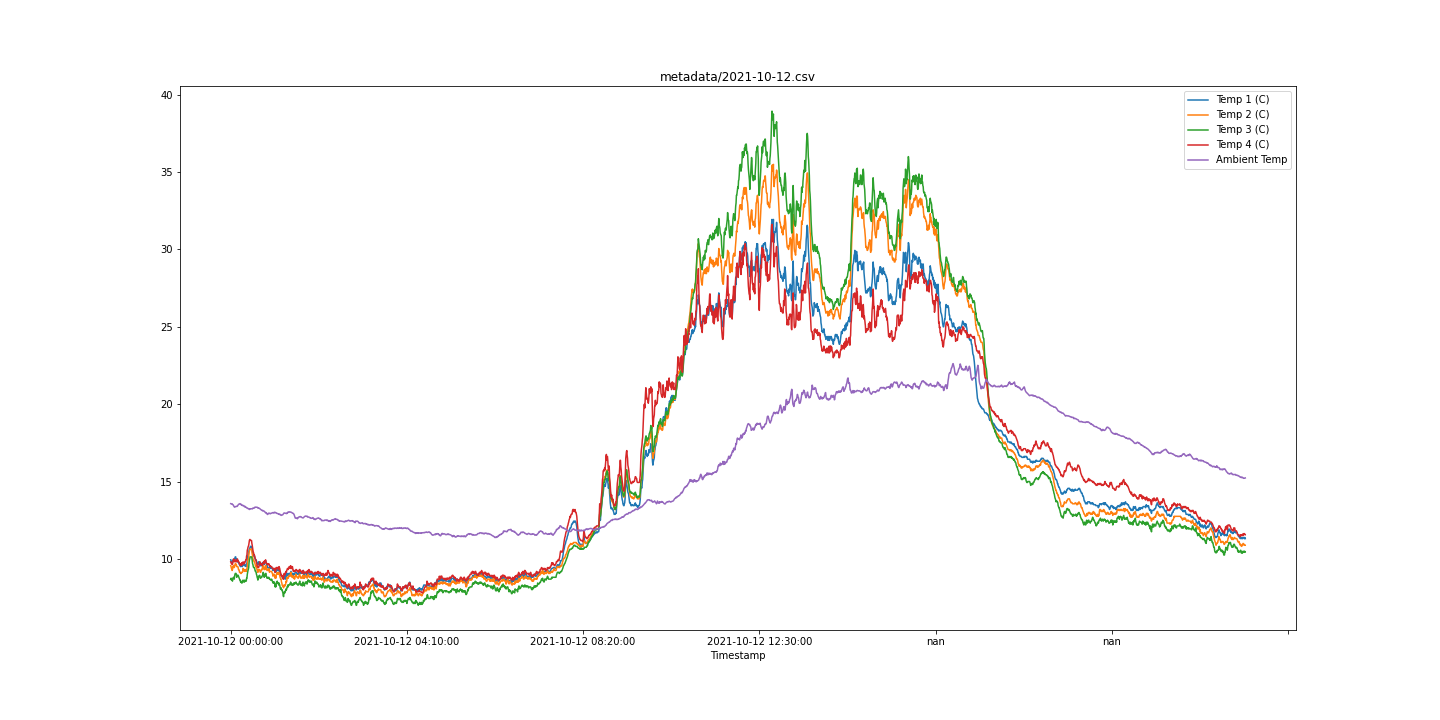 metadata/2021-10-12.csv
40
35
30
25
20
15
10
Temp 1 (C)
Temp 2 (C)
Temp 3 (C)
Temp 4 (C)
Ambient Temp
2021-10-12 00:00:00 2021-10-12 04:10:00 2021-10-12 08:20:00 2021-10-12 12:30:00 nan nan
Timestamp